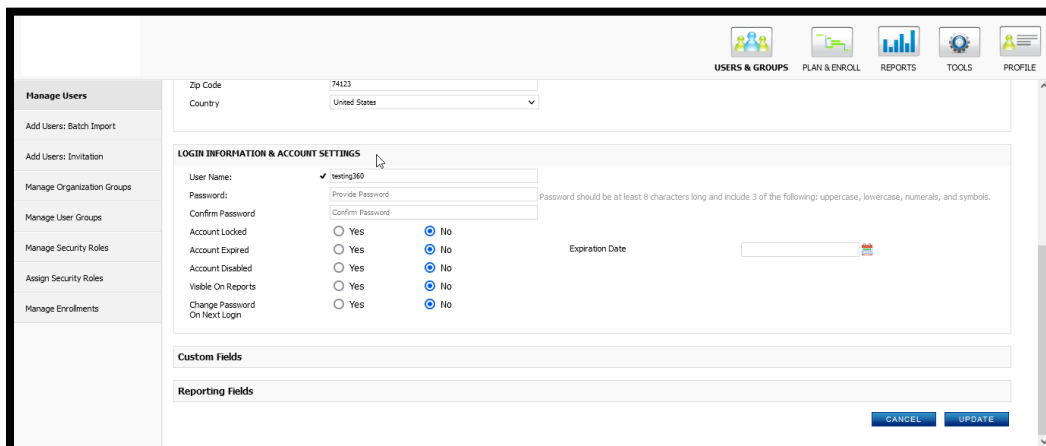 USERS & GROUPS PLAN & ENROLL REPORTS TOOLS PROFILE
Manage Users
Add Users: Batch Import
Add Users: Invitation
Manage Organization Groups
Manage User Groups
Manage Security Roles
Assign Security Roles
Manage Enrollments
Zip Code 74123
Country United States
LOGIN INFORMATION & ACCOUNT SETTINGS
User Name: testing360
Password: Provide Password Password should be at least 8 characters long and include 3 of the following: uppercase, lowercase, numerals, and symbols.
Confirm Password Confirm Password
Account Locked Yes No
Account Expired Yes No Expiration Date
Account Disabled Yes No
Visible On Reports Yes No
Change Password Yes No
On Next Login
Custom Fields
Reporting Fields
CANCEL UPDATE